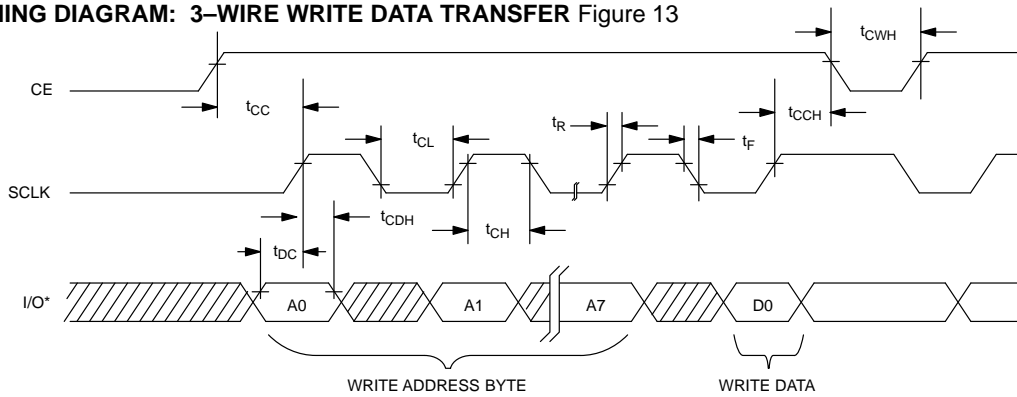 MING DIAGRAM: 3–WIRE WRITE DATA TRANSFER Figure 13
tCWH
CE
tCC
tCCH
tR
tF
tCL
SCLK
tCDH
tCH
tDC
I/O*
A0
A1
A7
D0
WRITE ADDRESS BYTE
WRITE DATA